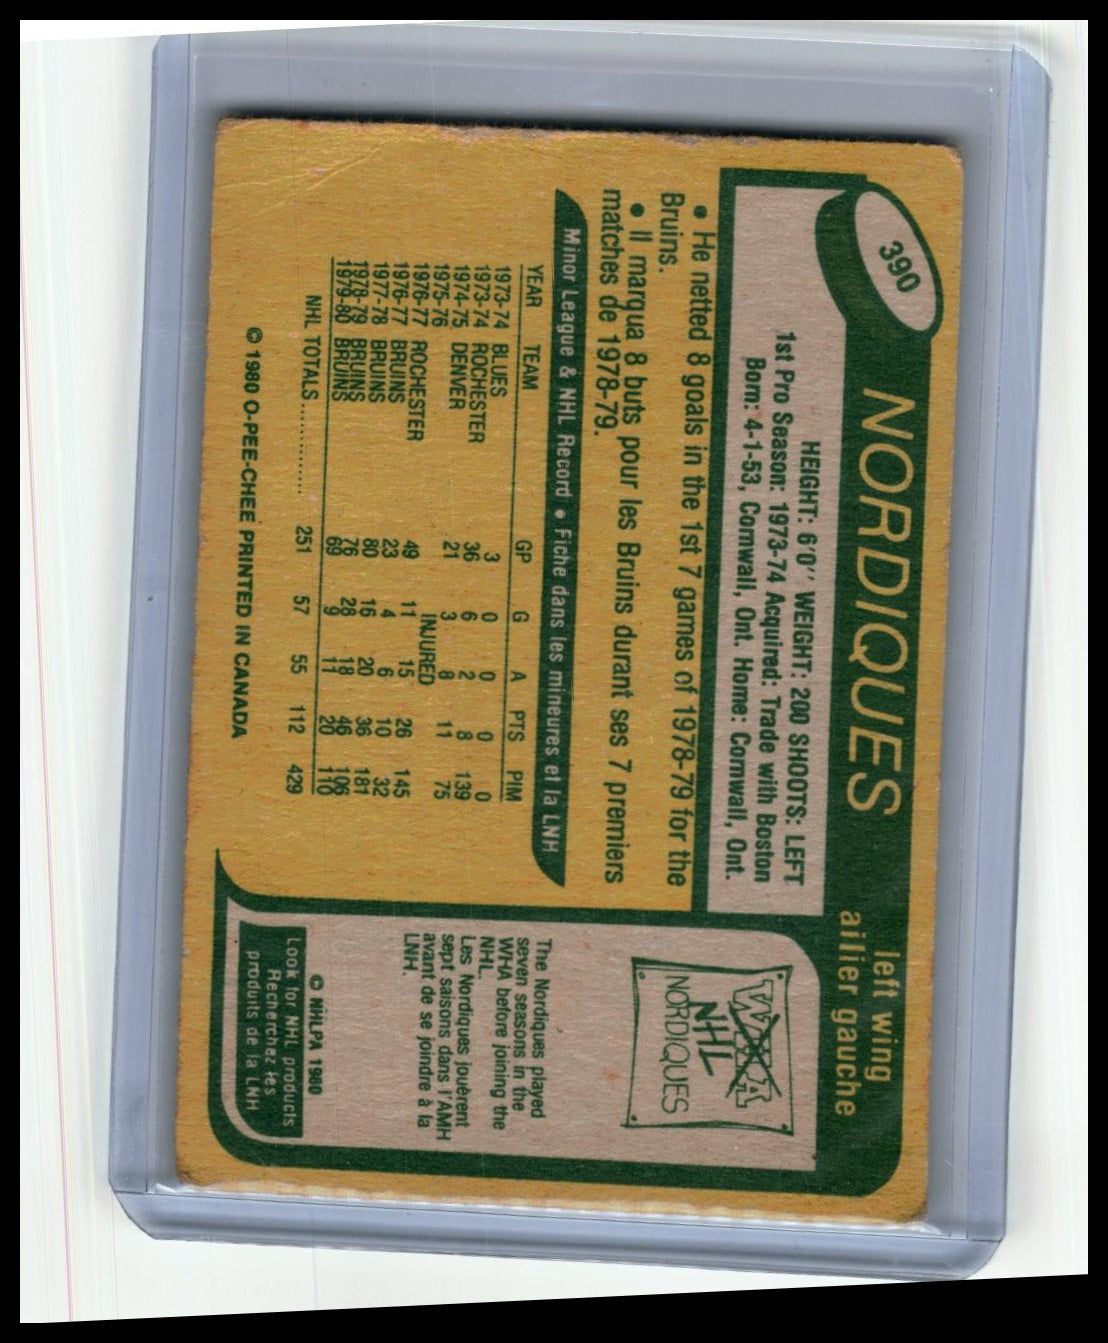 390
NORDIQUES
left wing
ailier gauche
HEIGHT: 6'0'' WEIGHT: 200 SHOOTS: LEFT
1st Pro Season: 1973-74 Acquired: Trade with Boston
Born: 4-1-53, Cornwall, Ont. Home: Cornwall, Ont.
● He netted 8 goals in the 1st 7 games of 1978-79 for the
Bruins.
● Il marqua 8 buts pour les Bruins durant ses 7 premiers
matches de 1978-79.
Minor League & NHL Record ● Fiche dans les mineures et la LNH
YEAR TEAM GP G A PTS PIM
1973-74 BLUES 3 0 0 0 0
1973-74 ROCHESTER 36 6 2 8 139
1974-75 DENVER 21 3 8 11 75
1975-76 INJURED
1976-77 ROCHESTER 49 11 15 26 145
1976-77 BRUINS 23 4 6 10 32
1977-78 BRUINS 80 16 20 36 181
1978-79 BRUINS 76 28 18 46 106
1979-80 BRUINS 69 9 11 20 110
NHL TOTALS.............. 251 57 55 112 429
© 1980 O-PEE-CHEE PRINTED IN CANADA
WHA
NHL
NORDIQUES
The Nordiques played
seven seasons in the
WHA before joining the
NHL.
Les Nordiques jouèrent
sept saisons dans l'AMH
avant de se joindre à la
LNH.
© NHLPA 1980
Look for NHL products
Recherchez les
produits de la LNH